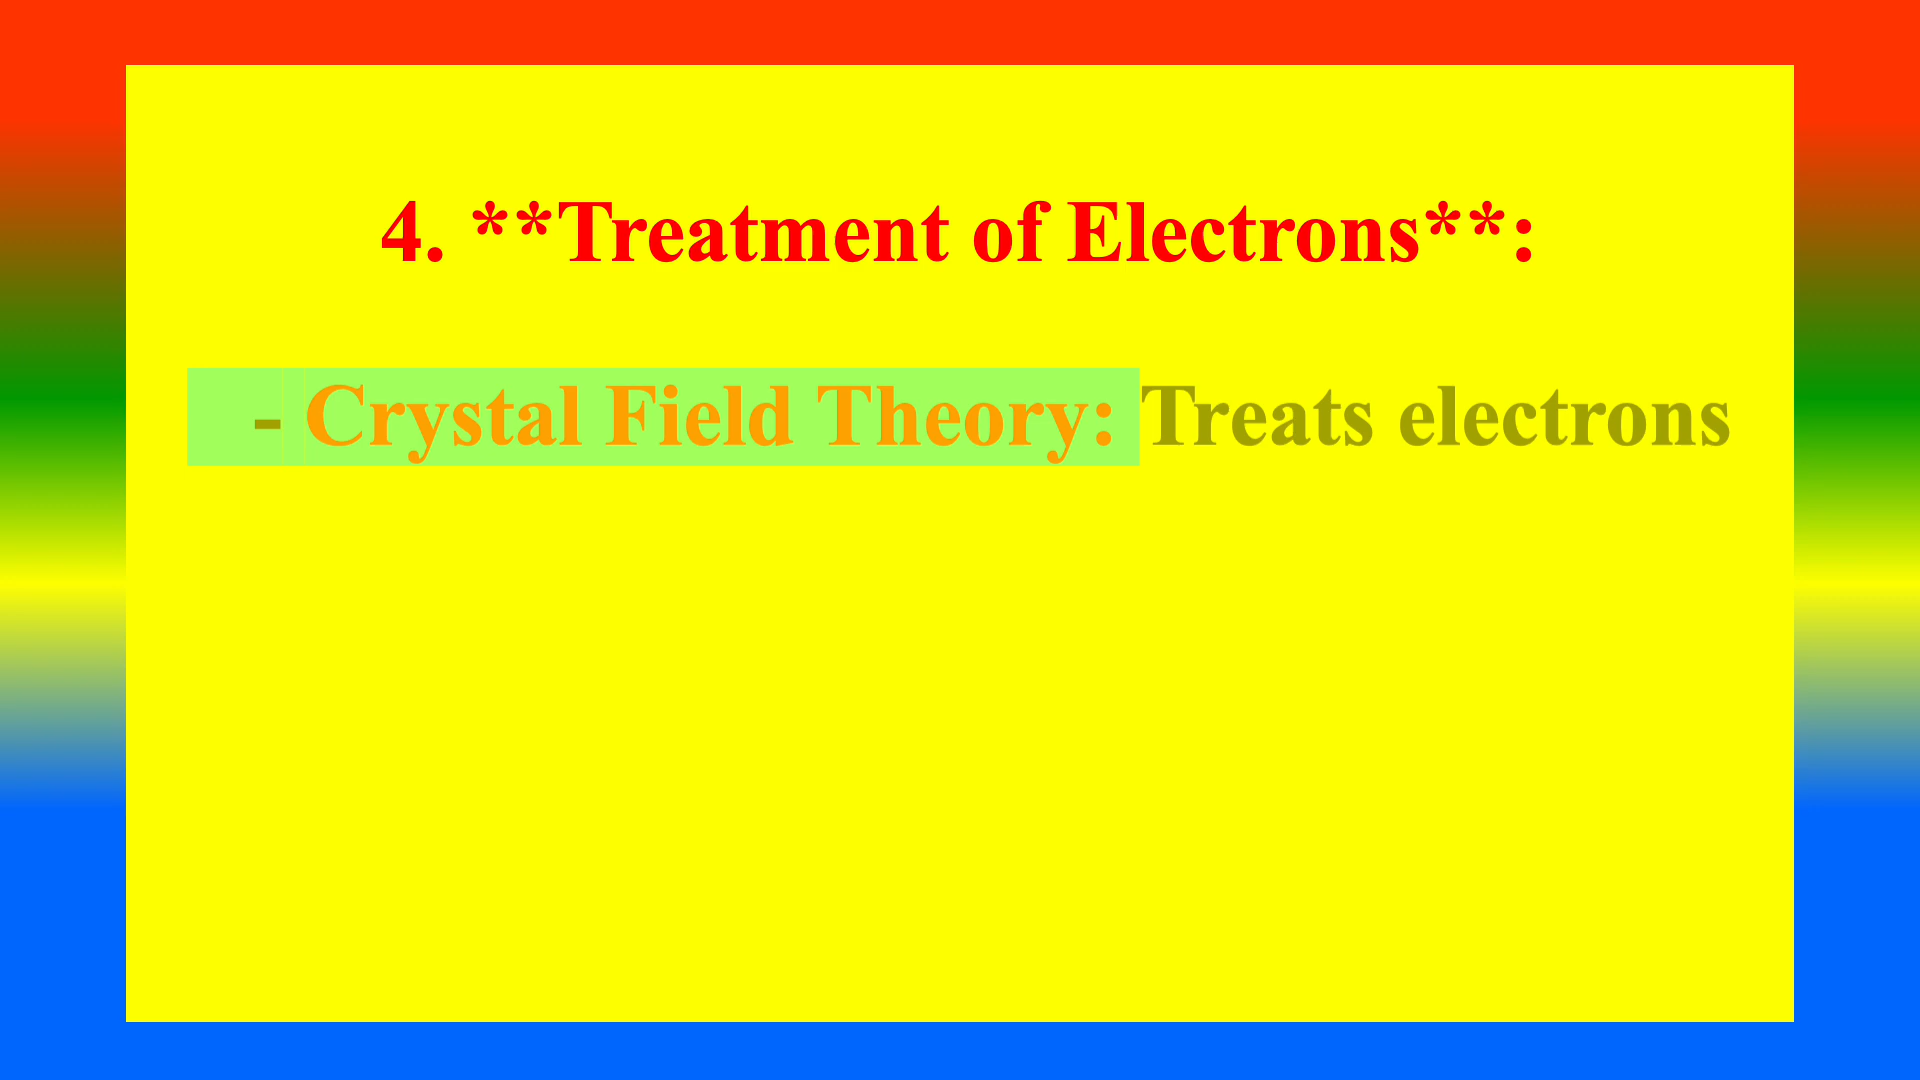 4. **Treatment of Electrons**:
- Crystal Field Theory: Treats electrons